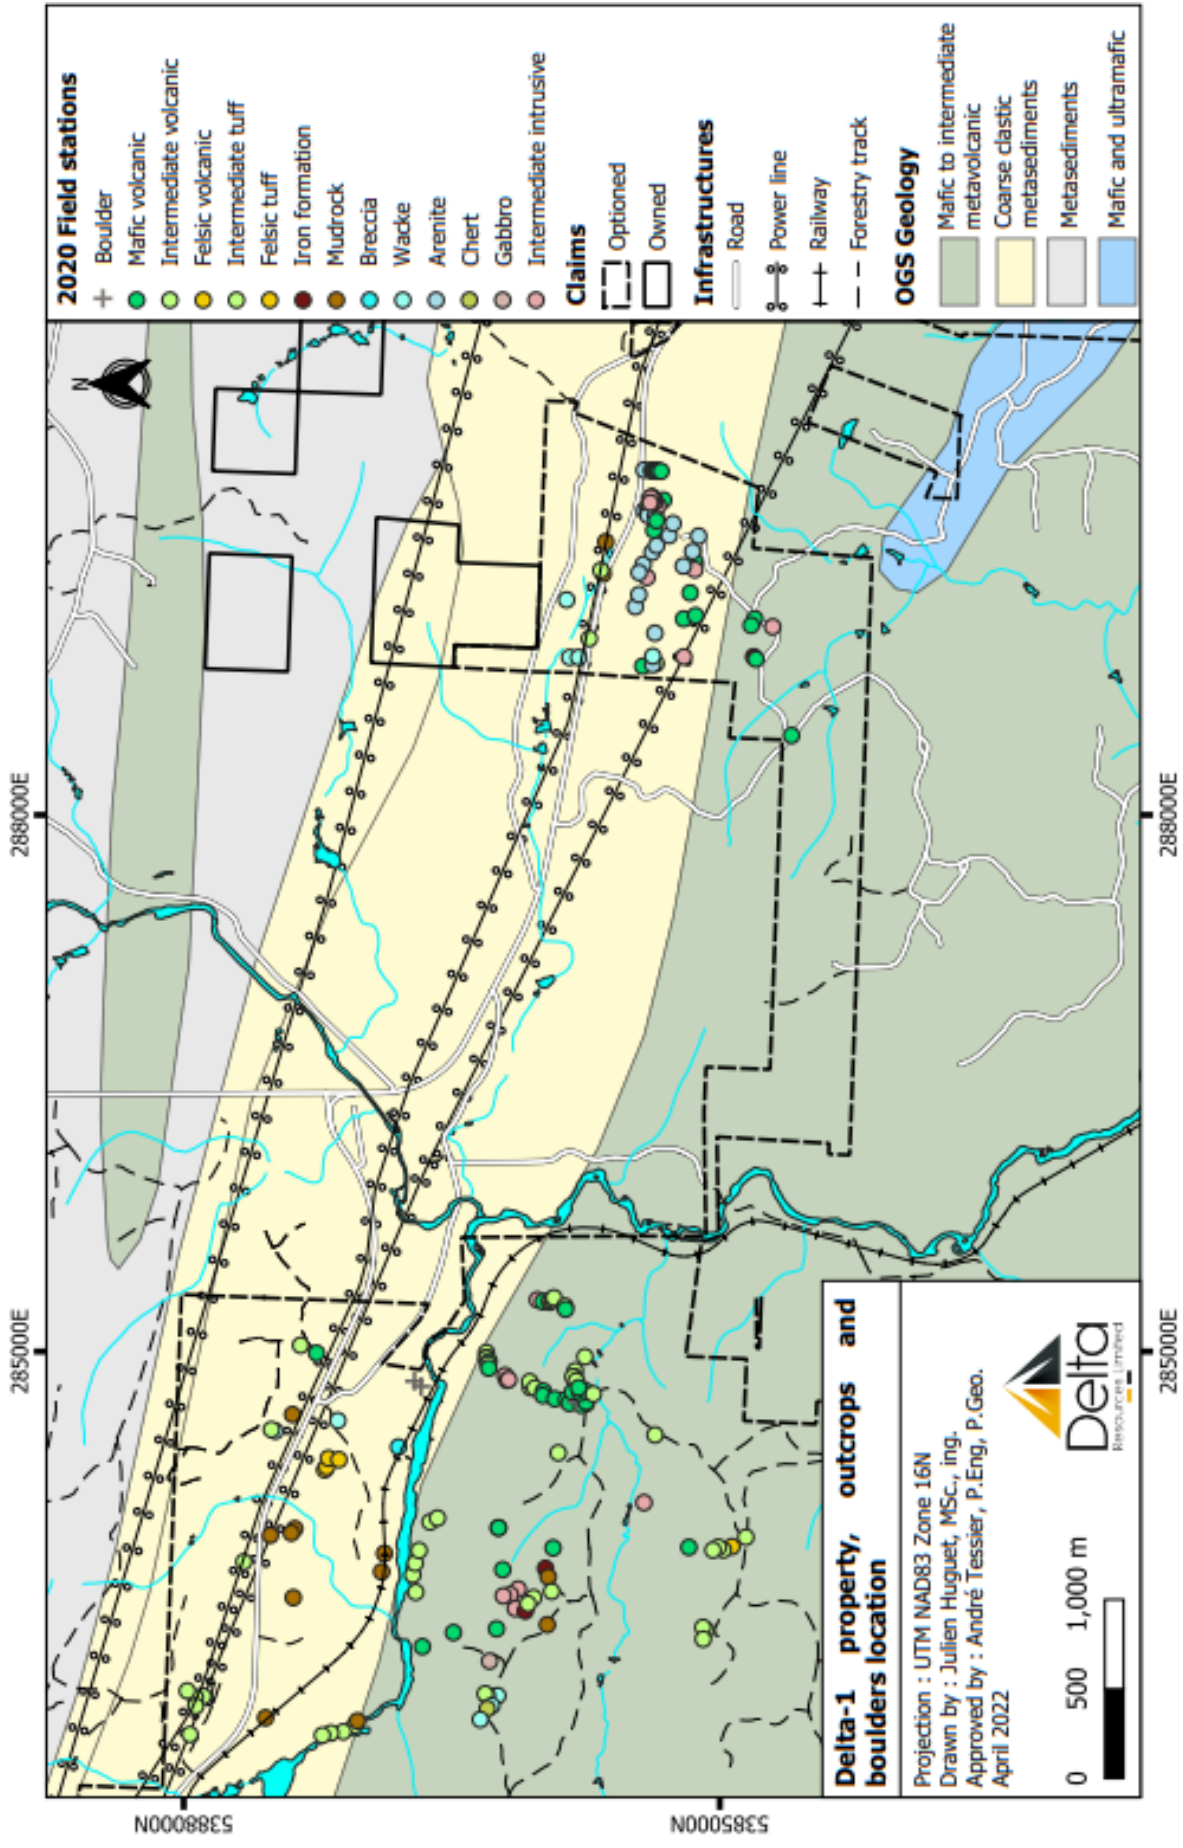 2020 Field stations
Boulder
Mafic volcanic
Intermediate volcanic
Felsic volcanic
Intermediate tuff
Felsic tuff
Iron formation
Mudrock
Breccia
Wacke
Arenite
Chert
Gabbro
Intermediate intrusive
Claims
Optioned
Owned
Infrastructures
Road
Power line
Railway
Forestry track
OGS Geology
Mafic to intermediate
metavolcanic
Coarse clastic
metasediments
Metasediments
Mafic and ultramafic
N
285000E
288000E
285000E
288000E
5388000N
5385000N
Delta-1 property, outcrops and
boulders location
Projection : UTM NAD83 Zone 16N
Drawn by : Julien Huguet, MSc., ing.
Approved by : André Tessier, P.Eng, P.Geo.
April 2022
0 500 1,000 m
Delta
Resources Limited